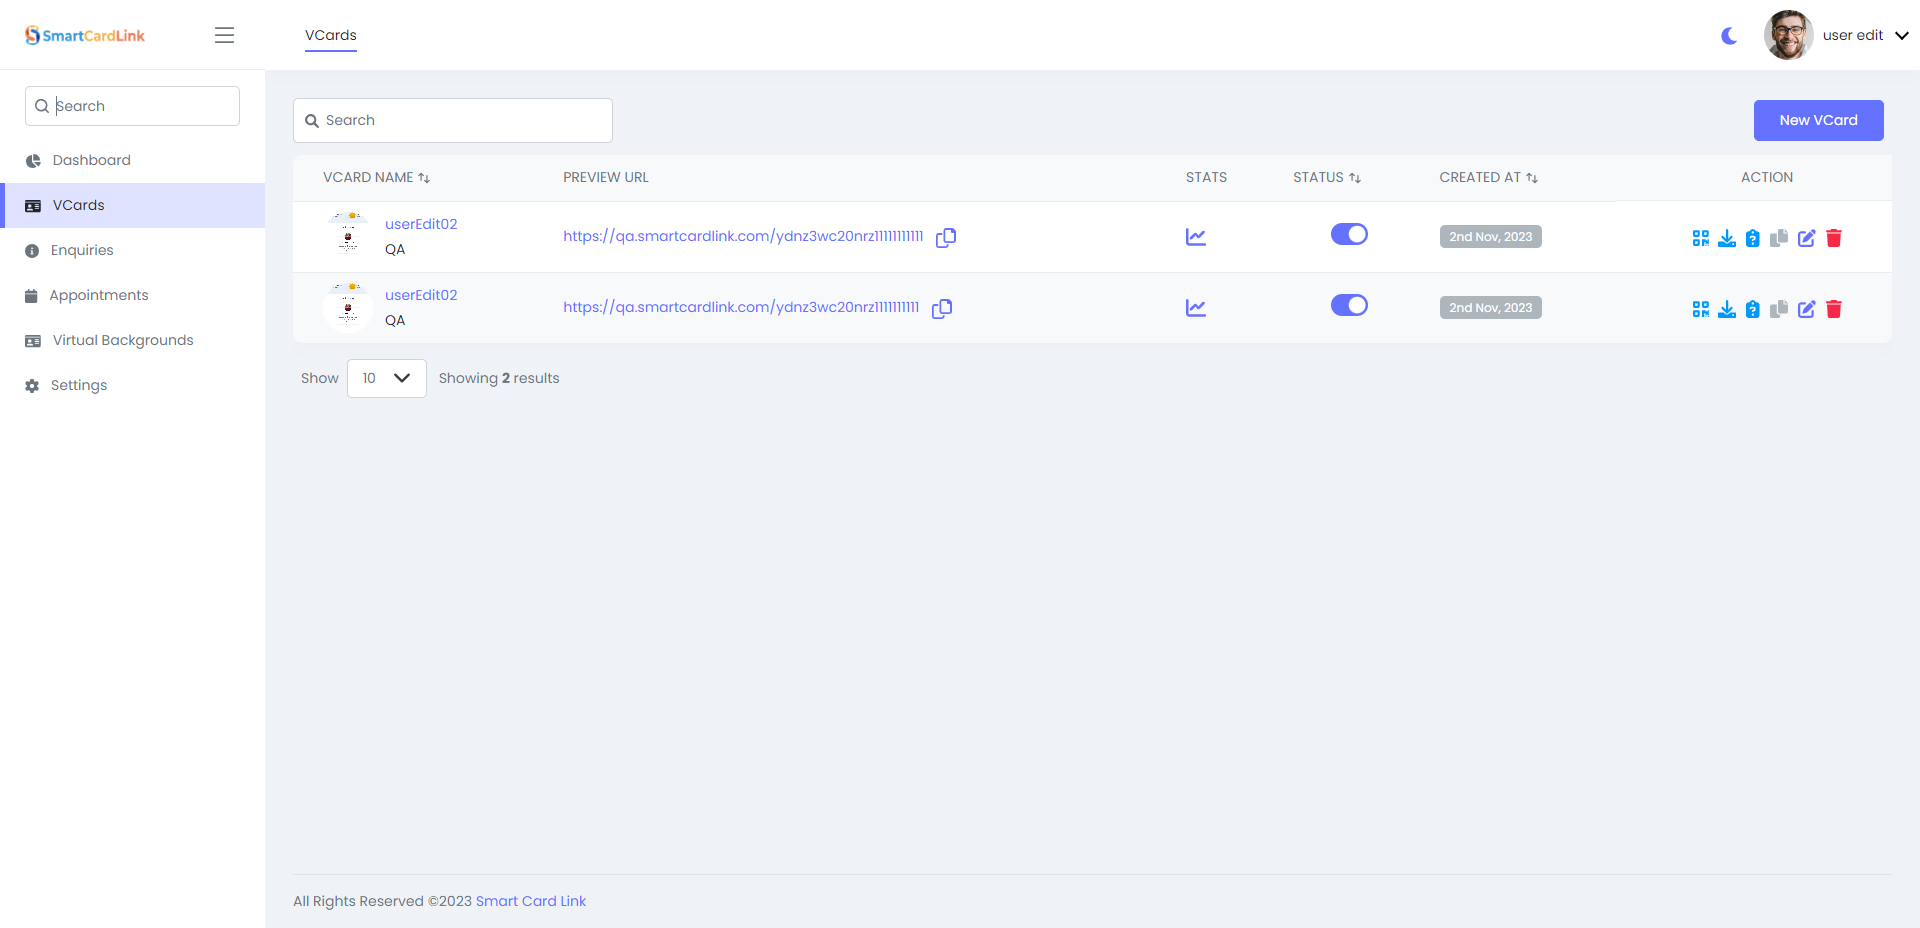 SmartCardLink
VCards
user edit
Search
Dashboard
VCards
Enquiries
Appointments
Virtual Backgrounds
Settings
Search
New VCard
VCARD NAME PREVIEW URL STATS STATUS CREATED AT ACTION
userEdit02
QA
https://qa.smartcardlink.com/ydnz3wc20nrz11111111111
2nd Nov, 2023
userEdit02
QA
https://qa.smartcardlink.com/ydnz3wc20nrz1111111111
2nd Nov, 2023
Show 10 Showing 2 results
All Rights Reserved ©2023 Smart Card Link